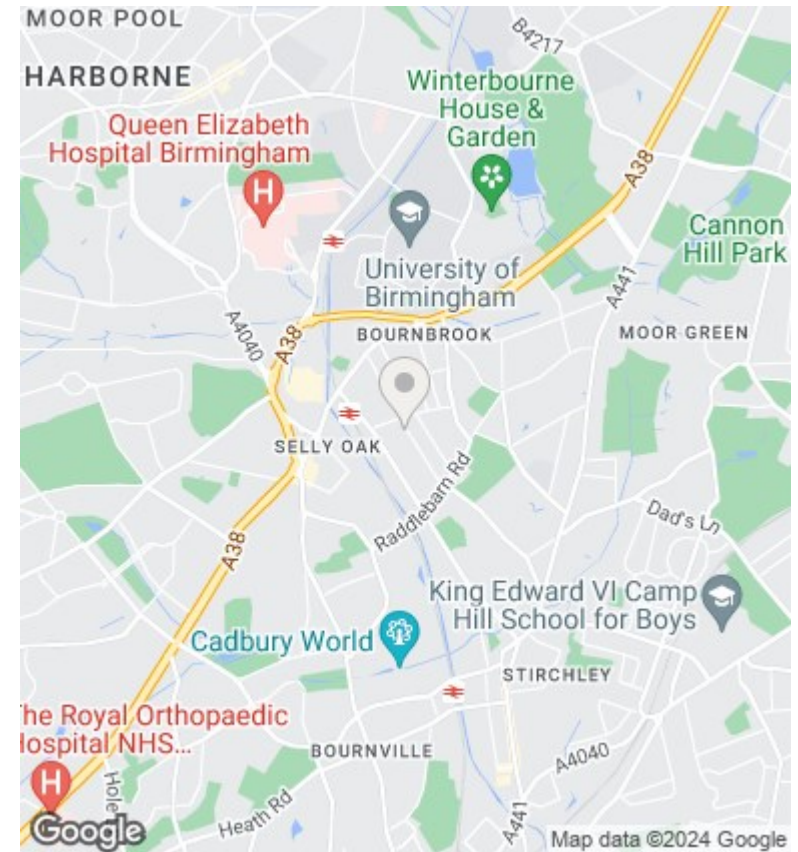 MOOR POOL
HARBORNE
B4217
Winterbourne
House &
Garden
Queen Elizabeth
Hospital Birmingham
H
A38
Cannon
Hill Park
University of
Birmingham
A441
A4040
A38
BOURNBROOK
MOOR GREEN
SELLY OAK
Raddlebarn Rd
Dad's Ln
A38
King Edward VI Camp
Hill School for Boys
Cadbury World
STIRCHLEY
The Royal Orthopaedic
Hospital NHS...
H
BOURNVILLE
A4040
Hole
Heath Rd
A441
Google
Map data ©2024 Google